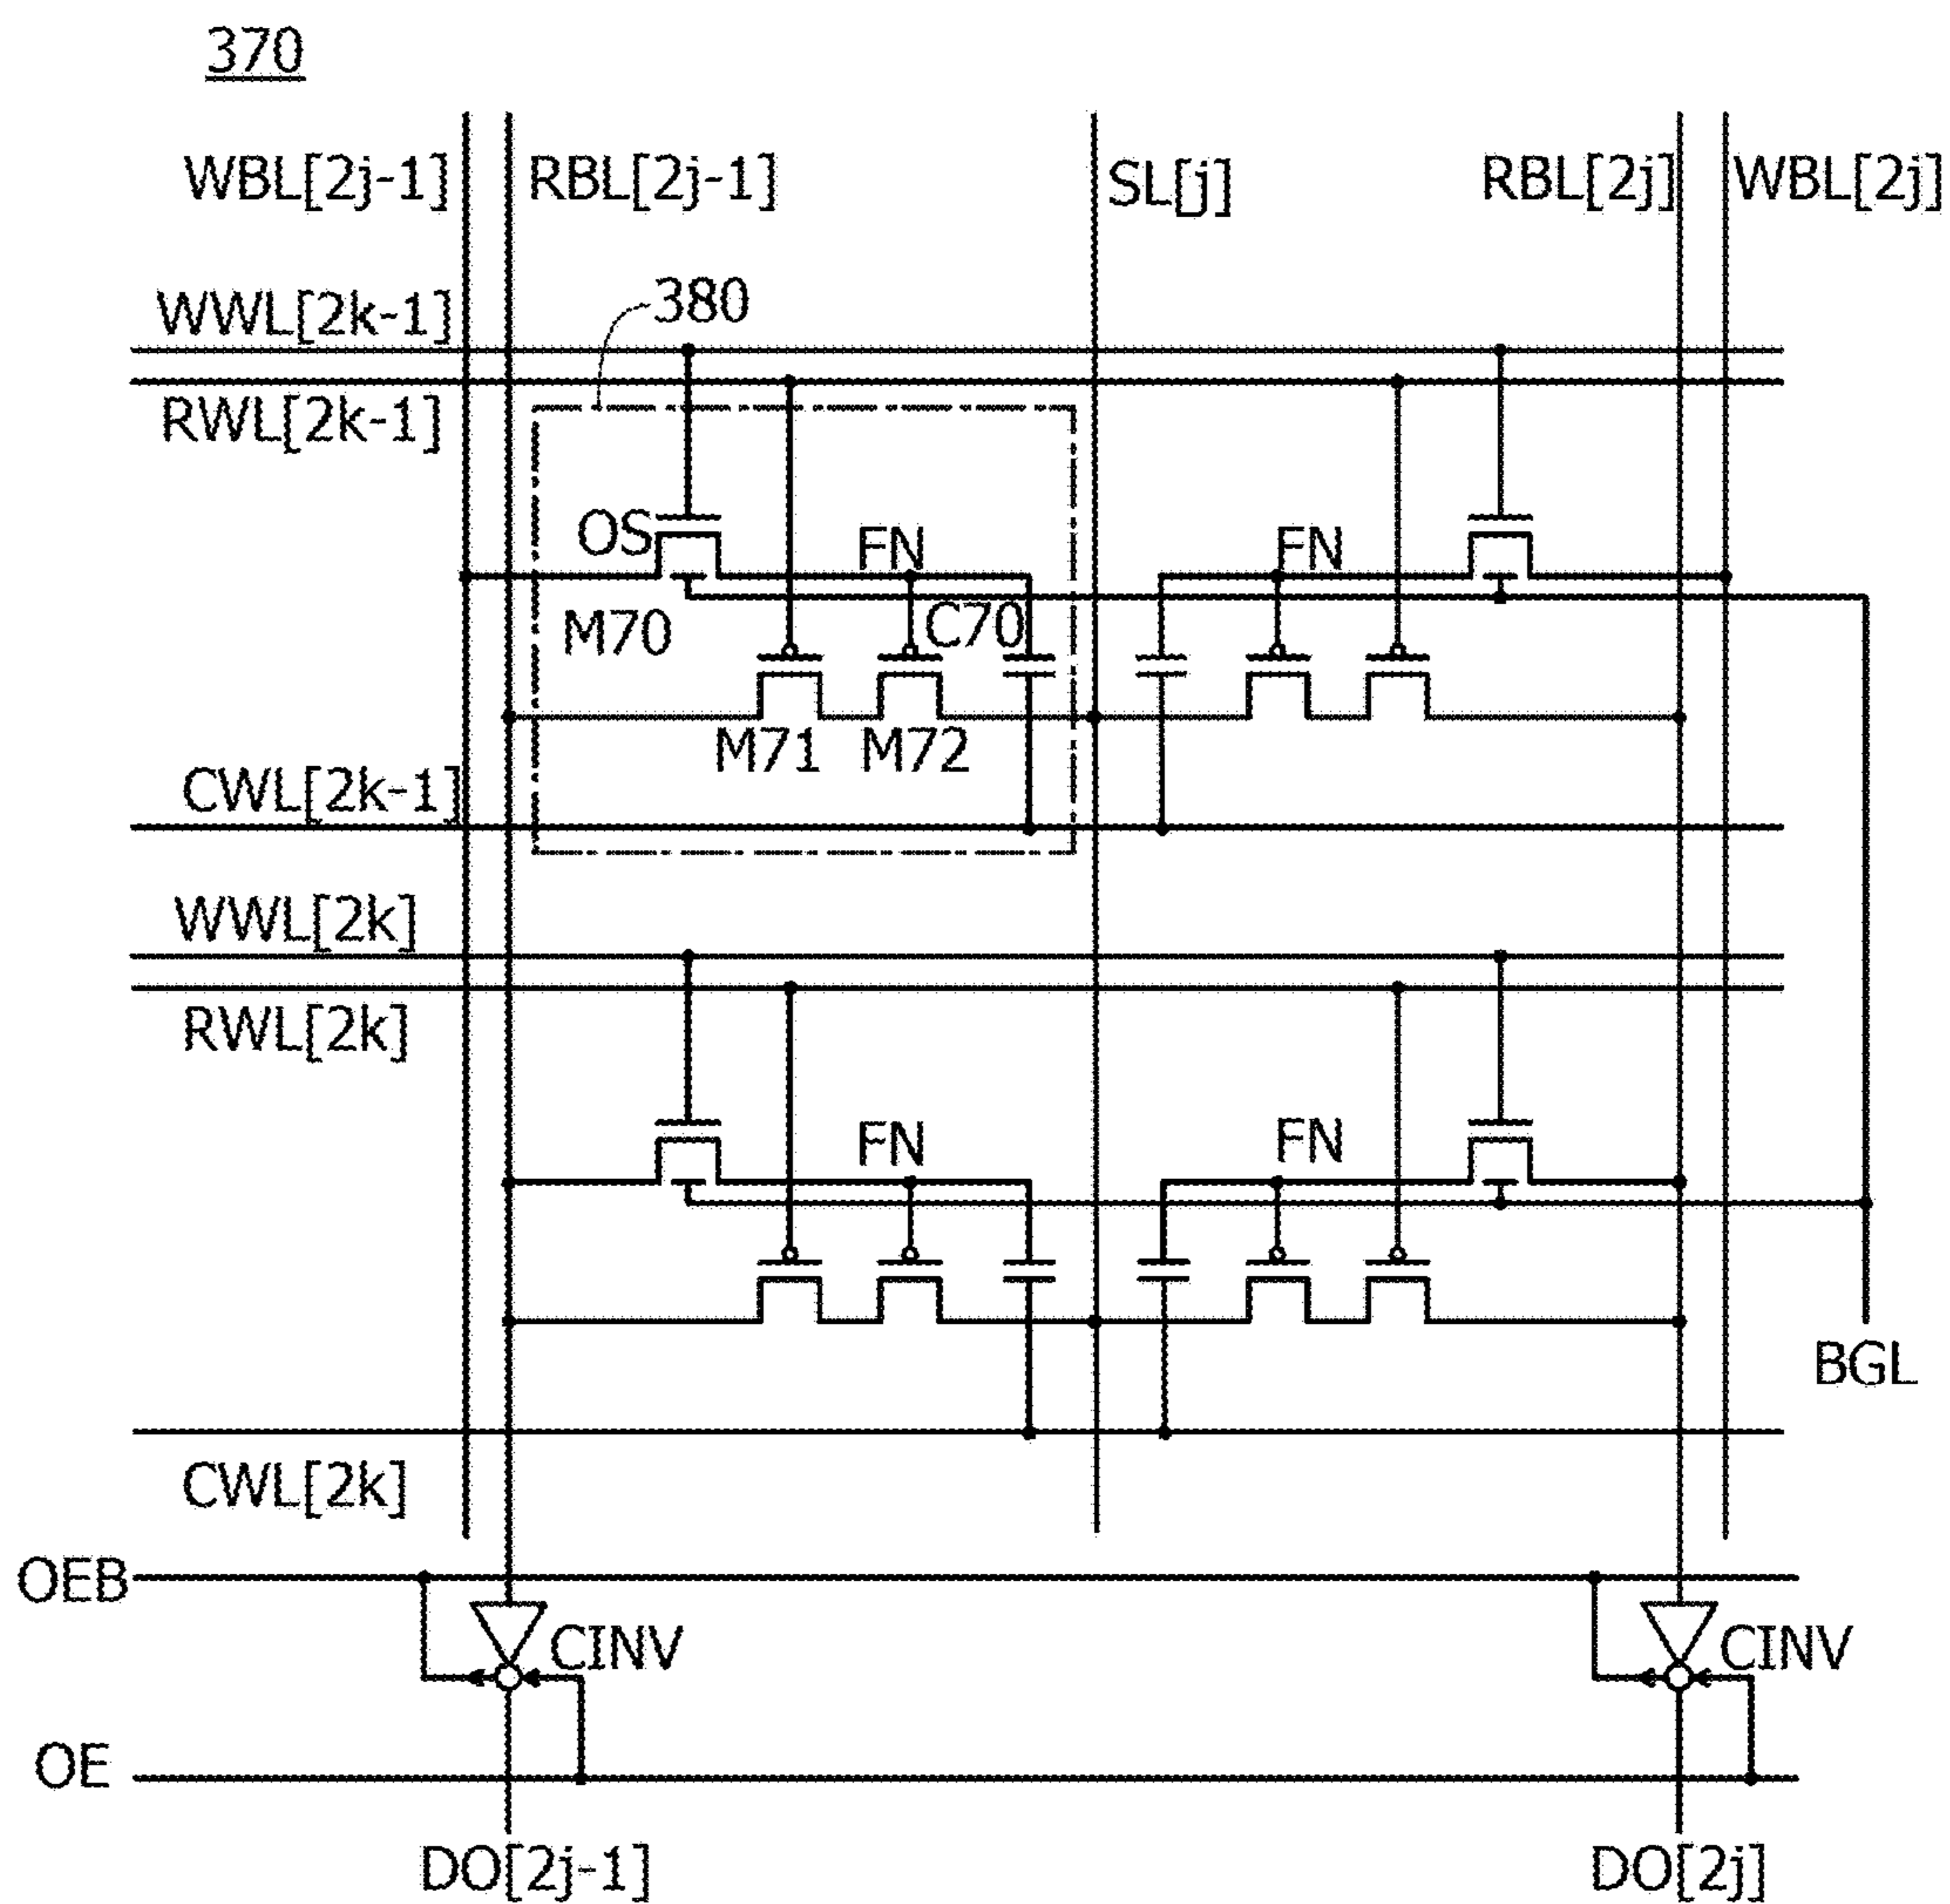 370
WBL[2j-1]
RBL[2j-1]
SL[j]
RBL[2j]
WBL[2j]
WWL[2k-1]
380
RWL[2k-1]
OS
FN
FN
M70
C70
M71
M72
CWL[2k-1]
WWL[2k]
RWL[2k]
FN
FN
BGL
CWL[2k]
OEB
CINV
CINV
OE
DO[2j-1]
DO[2j]